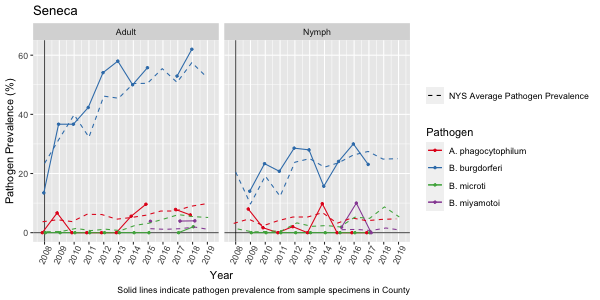 Seneca
Adult
Nymph
Pathogen Prevalence (%)
60
40
20
0
2008 2009 2010 2011 2012 2013 2014 2015 2016 2017 2018 2019
2008 2009 2010 2011 2012 2013 2014 2015 2016 2017 2018 2019
Year
NYS Average Pathogen Prevalence
Pathogen
A. phagocytophilum
B. burgdorferi
B. microti
B. miyamotoi
Solid lines indicate pathogen prevalence from sample specimens in County